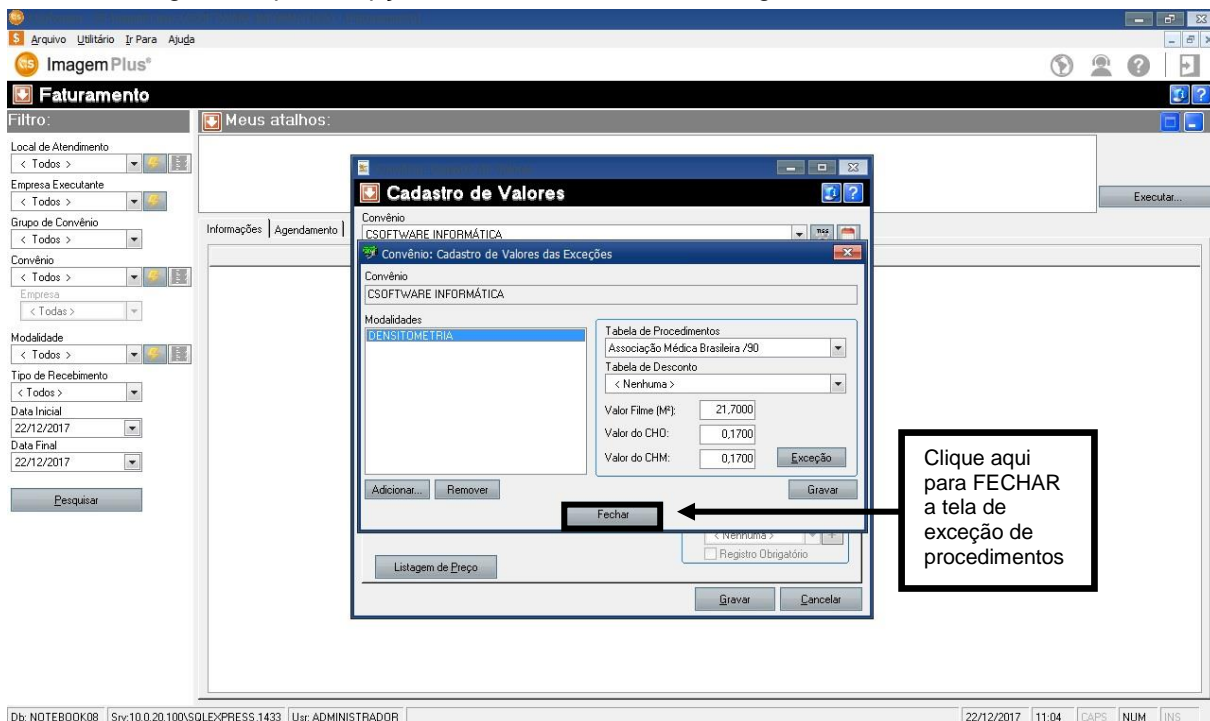 Arquivo Utilitário Ir Para Ajuda
ImagemPlus®
Faturamento
Filtro:
Meus atalhos:
Local de Atendimento
< Todos >
Empresa Executante
< Todos >
Grupo de Convênio
< Todos >
Convênio
< Todos >
Empresa
< Todas >
Modalidade
< Todos >
Tipo de Recebimento
< Todos >
Data Inicial
22/12/2017
Data Final
22/12/2017
Pesquisar
Executar...
Informações Agendamento
Cadastro de Valores
Convênio
CSOFTWARE INFORMÁTICA
Convênio: Cadastro de Valores das Exceções
Convênio
CSOFTWARE INFORMÁTICA
Modalidades
DENSITOMETRIA
Tabela de Procedimentos
Associação Médica Brasileira /90
Tabela de Desconto
< Nenhuma >
Valor Filme (M²): 21,7000
Valor do CHO: 0,1700
Valor do CHM: 0,1700 Exceção
Adicionar... Remover Gravar
Fechar
< Nenhuma >
Registro Obrigatório
Listagem de Preço
Gravar Cancelar
Clique aqui
para FECHAR
a tela de
exceção de
procedimentos
Db: NOTEBOOK08 Srv:10.0.20.100\SQLEXPRESS,1433 Usr: ADMINISTRADOR 22/12/2017 11:04 CAPS NUM INS